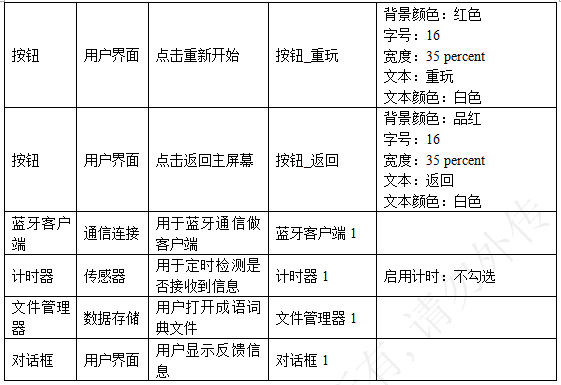 按钮 用户界面 点击重新开始 按钮_重玩
背景颜色：红色
字号：16
宽度：35 percent
文本：重玩
文本颜色：白色
按钮 用户界面 点击返回主屏幕 按钮_返回
背景颜色：品红
字号：16
宽度：35 percent
文本：返回
文本颜色：白色
蓝牙客户
端
通信连接
用于蓝牙通信做
客户端
蓝牙客户端 1
计时器 传感器
用于定时检测是
否接收到信息
计时器 1 启用计时：不勾选
文件管理
器
数据存储
用户打开成语词
典文件
文件管理器 1
对话框 用户界面
用户显示反馈信
息
对话框 1
有，请勿外传